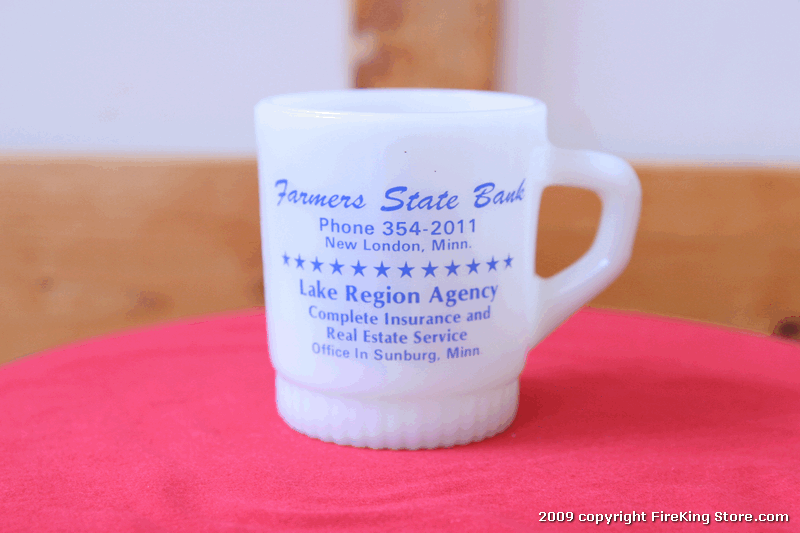 Farmers State Bank
Phone 354-2011
New London, Minn.
★★★★★★★★★★★
Lake Region Agency
Complete Insurance and
Real Estate Service
Office In Sunburg, Minn.
2009 copyright FireKing Store.com